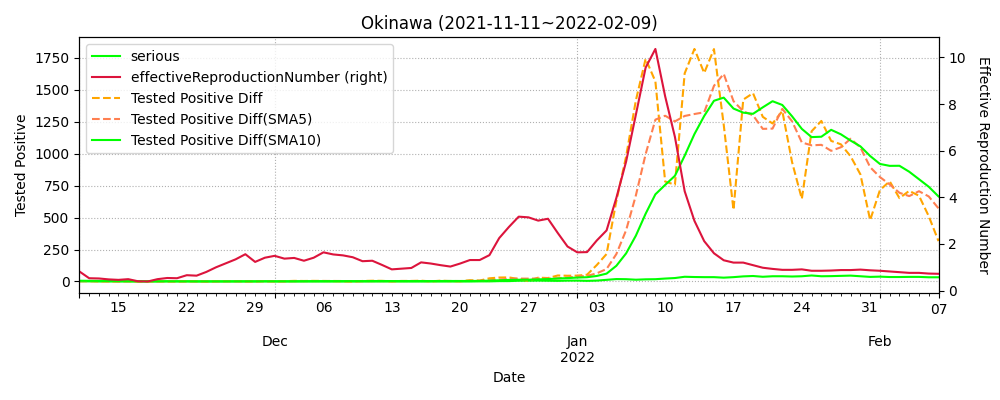 Okinawa (2021-11-11~2022-02-09)
serious
effectiveReproductionNumber (right)
Tested Positive Diff
Tested Positive Diff(SMA5)
Tested Positive Diff(SMA10)
Tested Positive
1750
1500
1250
1000
750
500
250
0
10
8
6
4
2
0
Effective Reproduction Number
15 22 29 06 13 20 27 03 10 17 24 31 07
Dec Jan Feb
2022
Date